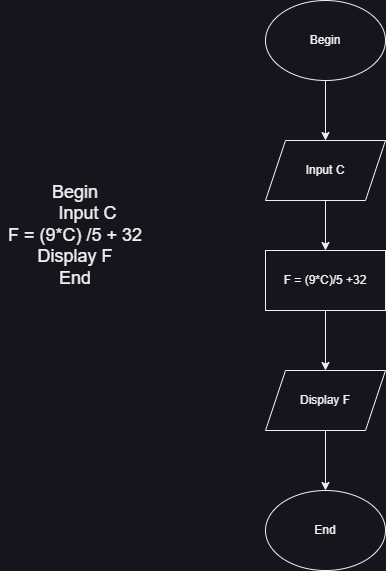 Begin
Input C
F = (9*C) /5 + 32
Display F
End
Begin
Input C
F = (9*C)/5 +32
Display F
End